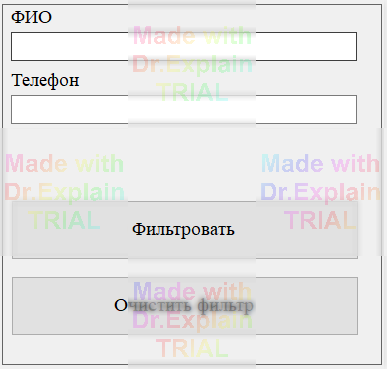 ФИО
Made with
Dr.Explain
TRIAL
Телефон
Made with
Dr.Explain
TRIAL
Made with
Dr.Explain
TRIAL
Фильтровать
Made with
Очистить фильтр
Dr.Explain
TRIAL